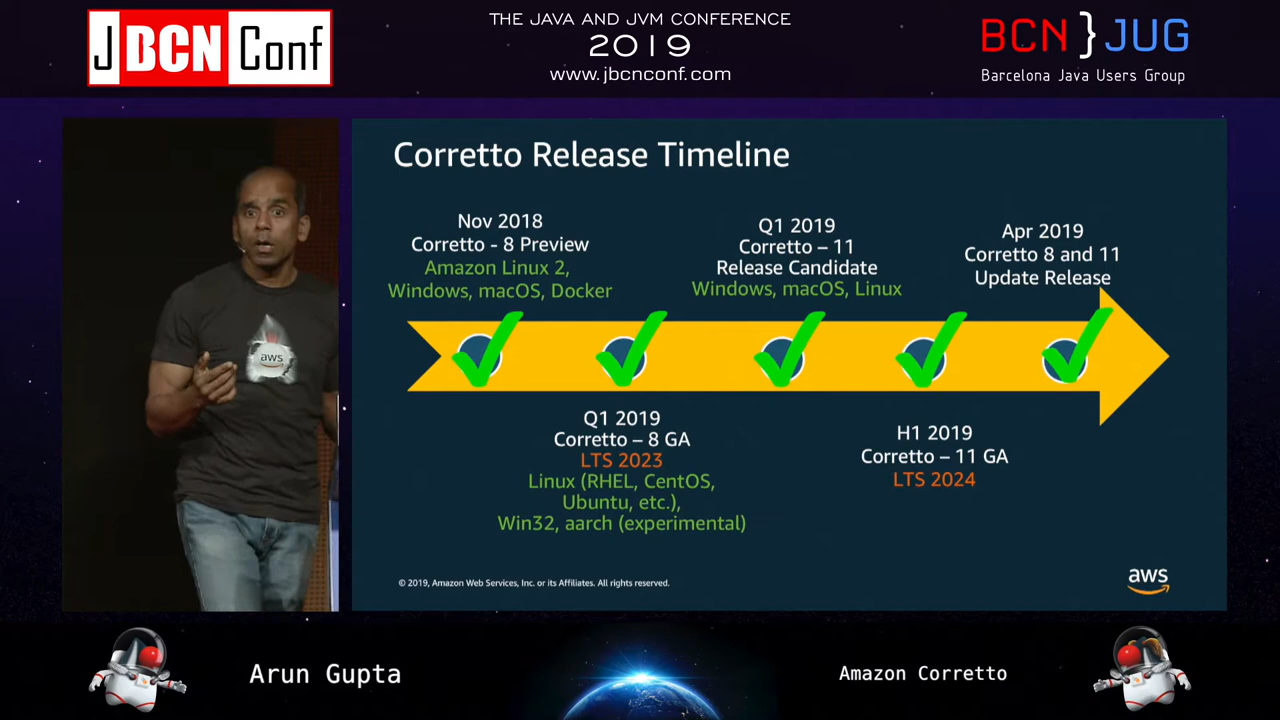 J BCN Conf
THE JAVA AND JVM CONFERENCE
2019
www.jbcnconf.com
BCN } JUG
Barcelona Java Users Group
Corretto Release Timeline
Nov 2018
Corretto - 8 Preview
Amazon Linux 2,
Windows, macOS, Docker
Q1 2019
Corretto – 11
Release Candidate
Windows, macOS, Linux
Apr 2019
Corretto 8 and 11
Update Release
Q1 2019
Corretto – 8 GA
LTS 2023
Linux (RHEL, CentOS,
Ubuntu, etc.),
Win32, aarch (experimental)
H1 2019
Corretto – 11 GA
LTS 2024
aws
© 2019, Amazon Web Services, Inc. or its Affiliates. All rights reserved.
aws
Arun Gupta
Amazon Corretto